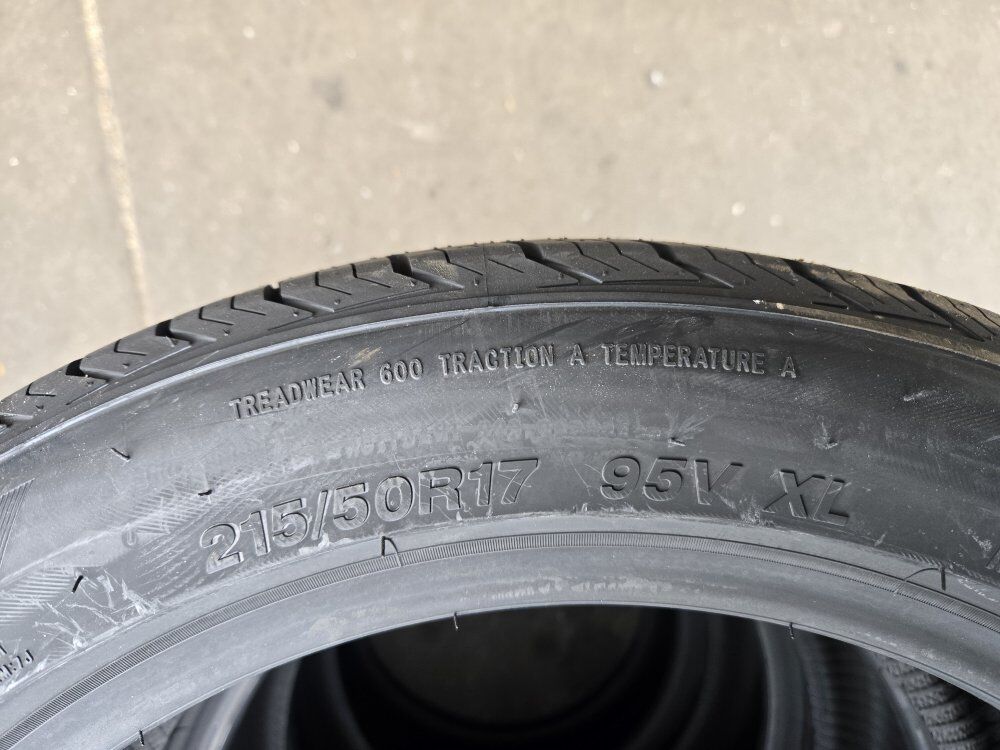 TREADWEAR 600 TRACTION A TEMPERATURE A
215/50R17 95V XL